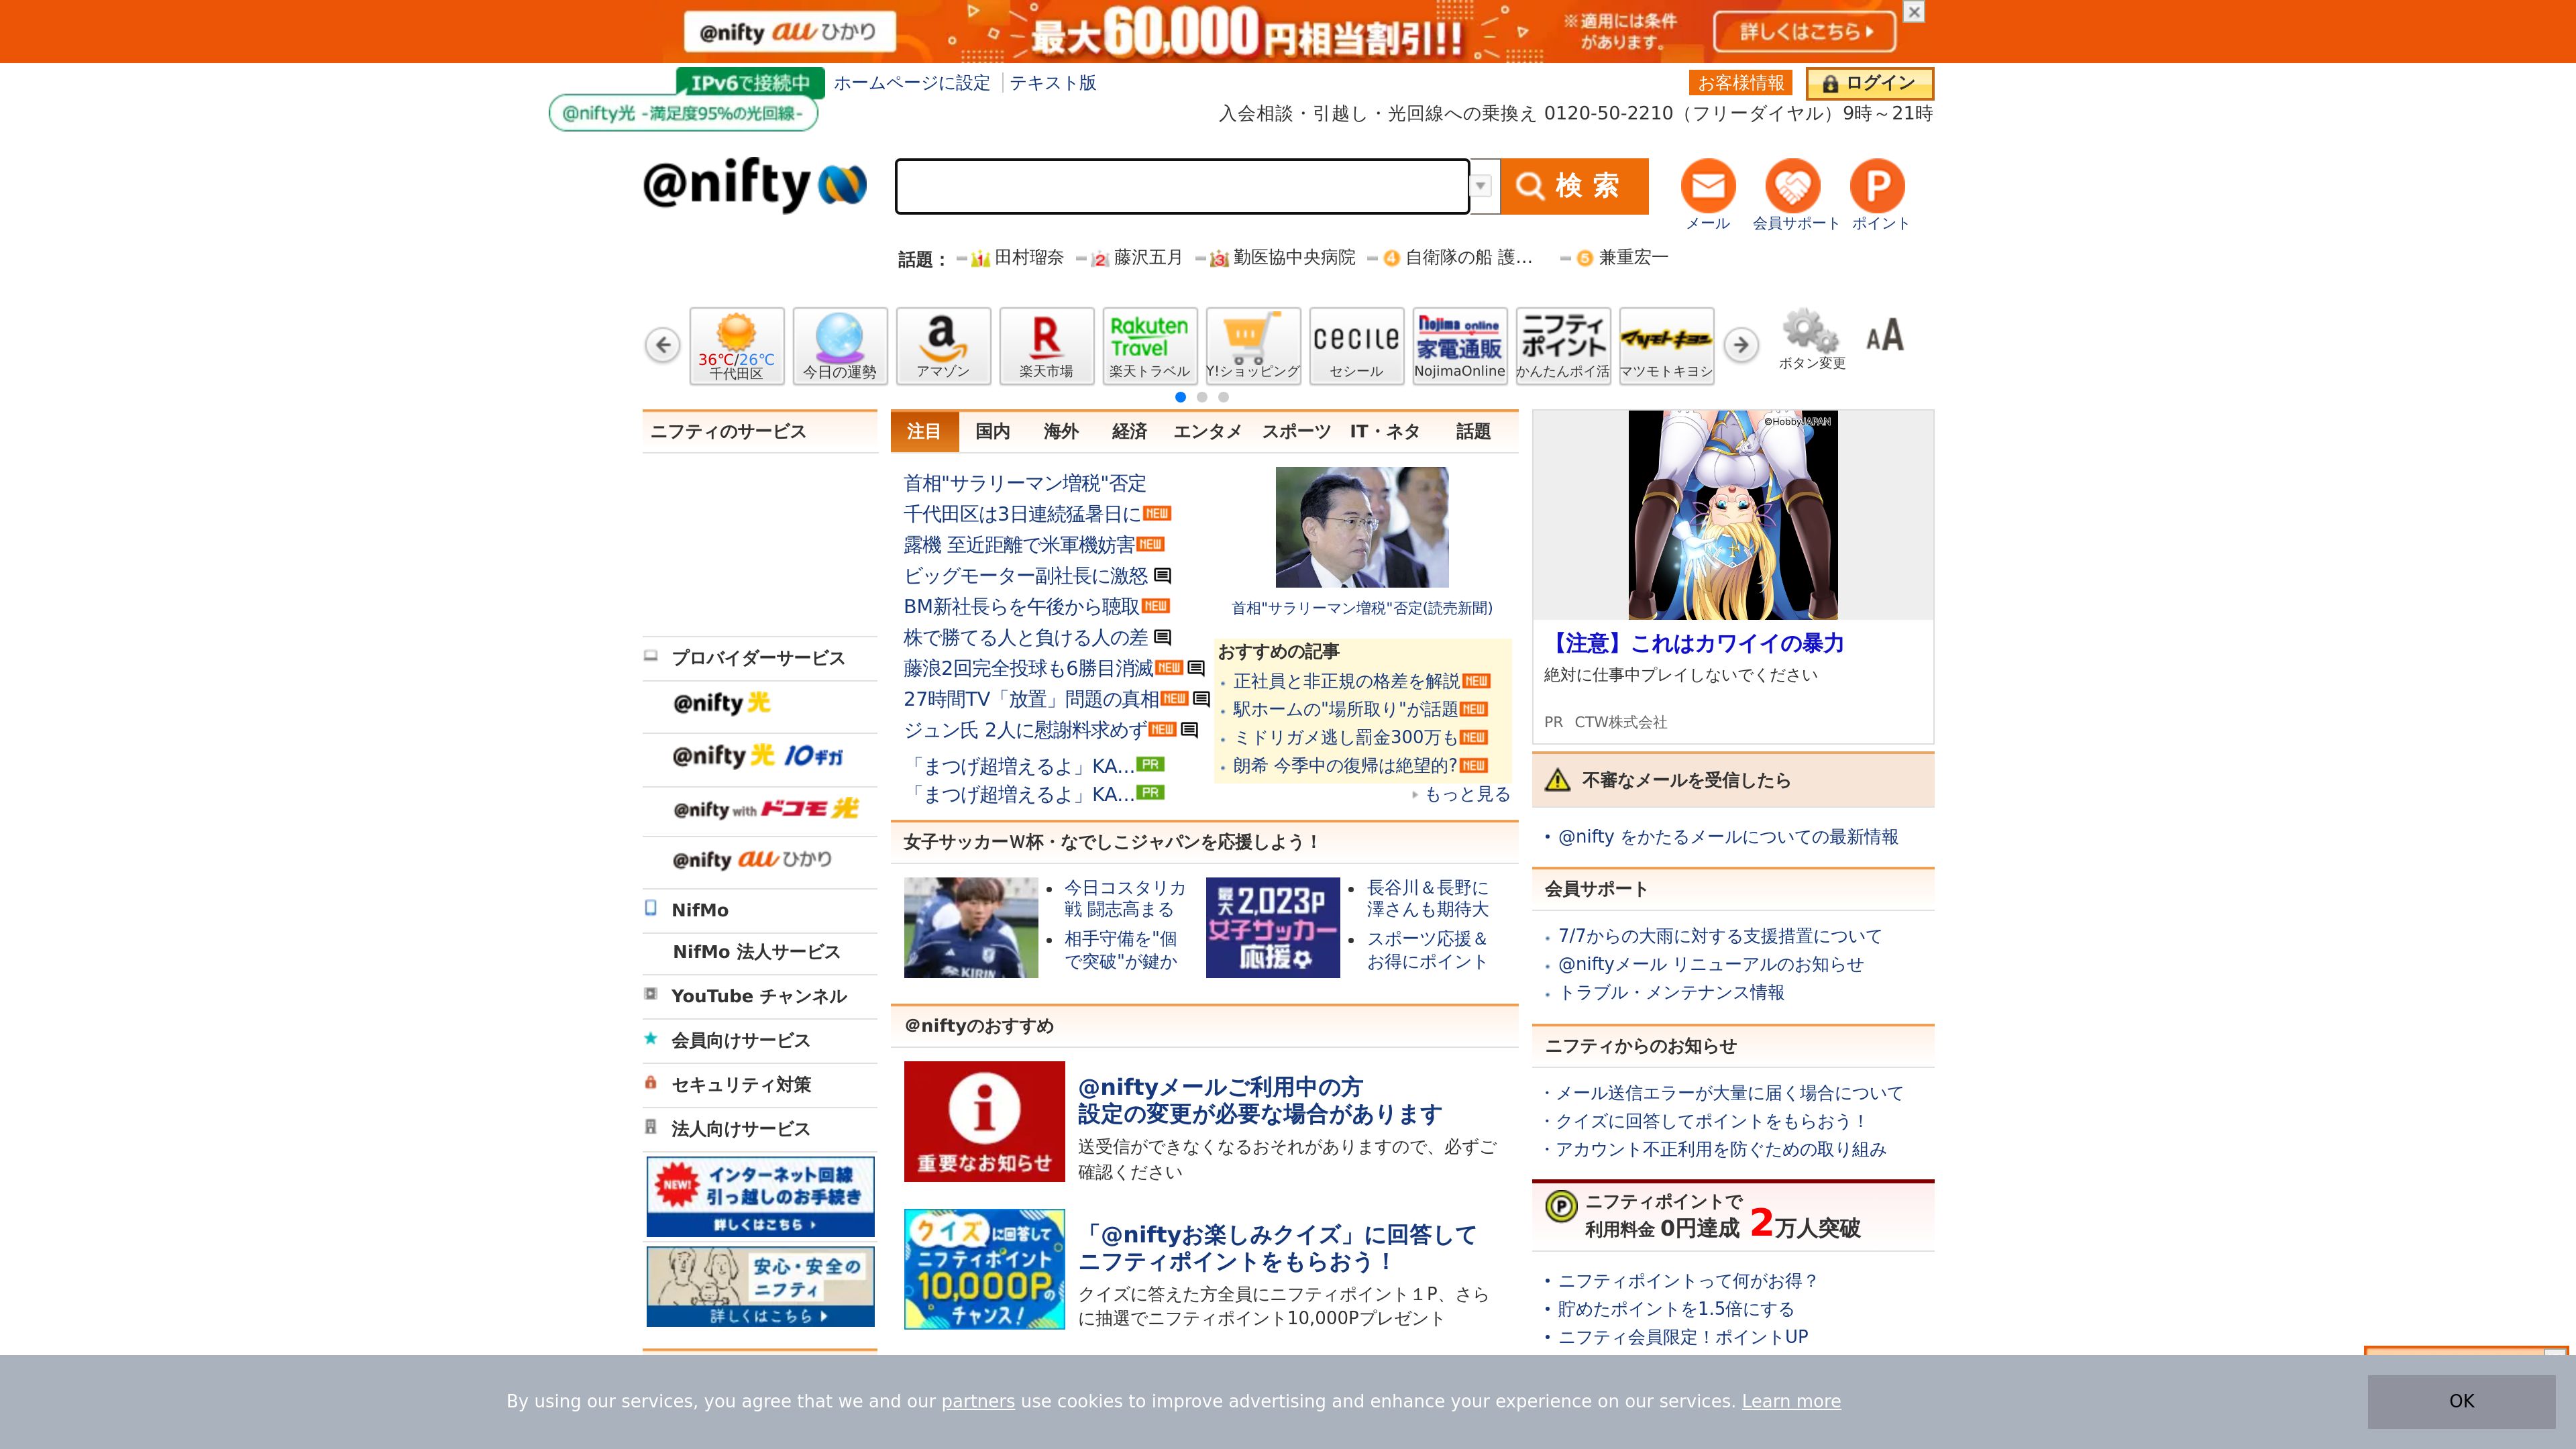 @nifty au ひかり
最大60,000円相当割引!!
※適用には条件
があります。
詳しくはこちら
IPv6で接続中
ホームページに設定
テキスト版
お客様情報
ログイン
@nifty光 -満足度95%の光回線-
入会相談・引越し・光回線への乗換え 0120-50-2210（フリーダイヤル）9時～21時
@nifty
検 索
メール
会員サポート
ポイント
話題：
1 田村瑠奈
2 藤沢五月
3 勤医協中央病院
4 自衛隊の船 護…
5 兼重宏一
36℃/26℃
千代田区
今日の運勢
アマゾン
楽天市場
Rakuten
Travel
楽天トラベル
Y!ショッピング
CECILE
セシール
Nojima online
家電通販
NojimaOnline
ニフティ
ポイント
かんたんポイ活
マツモトキヨシ
マツモトキヨシ
ボタン変更
AA
ニフティのサービス
プロバイダーサービス
@nifty 光
@nifty 光 10ギガ
@nifty with ドコモ光
@nifty au ひかり
NifMo
NifMo 法人サービス
YouTube チャンネル
会員向けサービス
セキュリティ対策
法人向けサービス
NEW!
インターネット回線
引っ越しのお手続き
詳しくはこちら
安心・安全の
ニフティ
詳しくはこちら
注目
国内
海外
経済
エンタメ
スポーツ
IT・ネタ
話題
首相"サラリーマン増税"否定
千代田区は3日連続猛暑日に NEW
露機 至近距離で米軍機妨害 NEW
ビッグモーター副社長に激怒
BM新社長らを午後から聴取 NEW
株で勝てる人と負ける人の差
藤浪2回完全投球も6勝目消滅 NEW
27時間TV「放置」問題の真相 NEW
ジュン氏 2人に慰謝料求めず NEW
「まつげ超増えるよ」KA… PR
「まつげ超増えるよ」KA… PR
首相"サラリーマン増税"否定(読売新聞)
おすすめの記事
正社員と非正規の格差を解説 NEW
駅ホームの"場所取り"が話題 NEW
ミドリガメ逃し罰金300万も NEW
朗希 今季中の復帰は絶望的? NEW
もっと見る
女子サッカーＷ杯・なでしこジャパンを応援しよう！
KIRIN
今日コスタリカ
戦 闘志高まる
相手守備を"個
で突破"が鍵か
最大2,023P
女子サッカー
応援
長谷川＆長野に
澤さんも期待大
スポーツ応援＆
お得にポイント
@niftyのおすすめ
重要なお知らせ
@niftyメールご利用中の方
設定の変更が必要な場合があります
送受信ができなくなるおそれがありますので、必ずご
確認ください
クイズに回答して
ニフティポイント
10,000Pの
チャンス！
「@niftyお楽しみクイズ」に回答して
ニフティポイントをもらおう！
クイズに答えた方全員にニフティポイント１P、さら
に抽選でニフティポイント10,000Pプレゼント
©HobbyJAPAN
【注意】これはカワイイの暴力
絶対に仕事中プレイしないでください
PR CTW株式会社
不審なメールを受信したら
@nifty をかたるメールについての最新情報
会員サポート
7/7からの大雨に対する支援措置について
@niftyメール リニューアルのお知らせ
トラブル・メンテナンス情報
ニフティからのお知らせ
・メール送信エラーが大量に届く場合について
・クイズに回答してポイントをもらおう！
・アカウント不正利用を防ぐための取り組み
ニフティポイントで
利用料金 0円達成 2万人突破
ニフティポイントって何がお得？
貯めたポイントを1.5倍にする
ニフティ会員限定！ポイントUP
By using our services, you agree that we and our partners use cookies to improve advertising and enhance your experience on our services. Learn more
OK